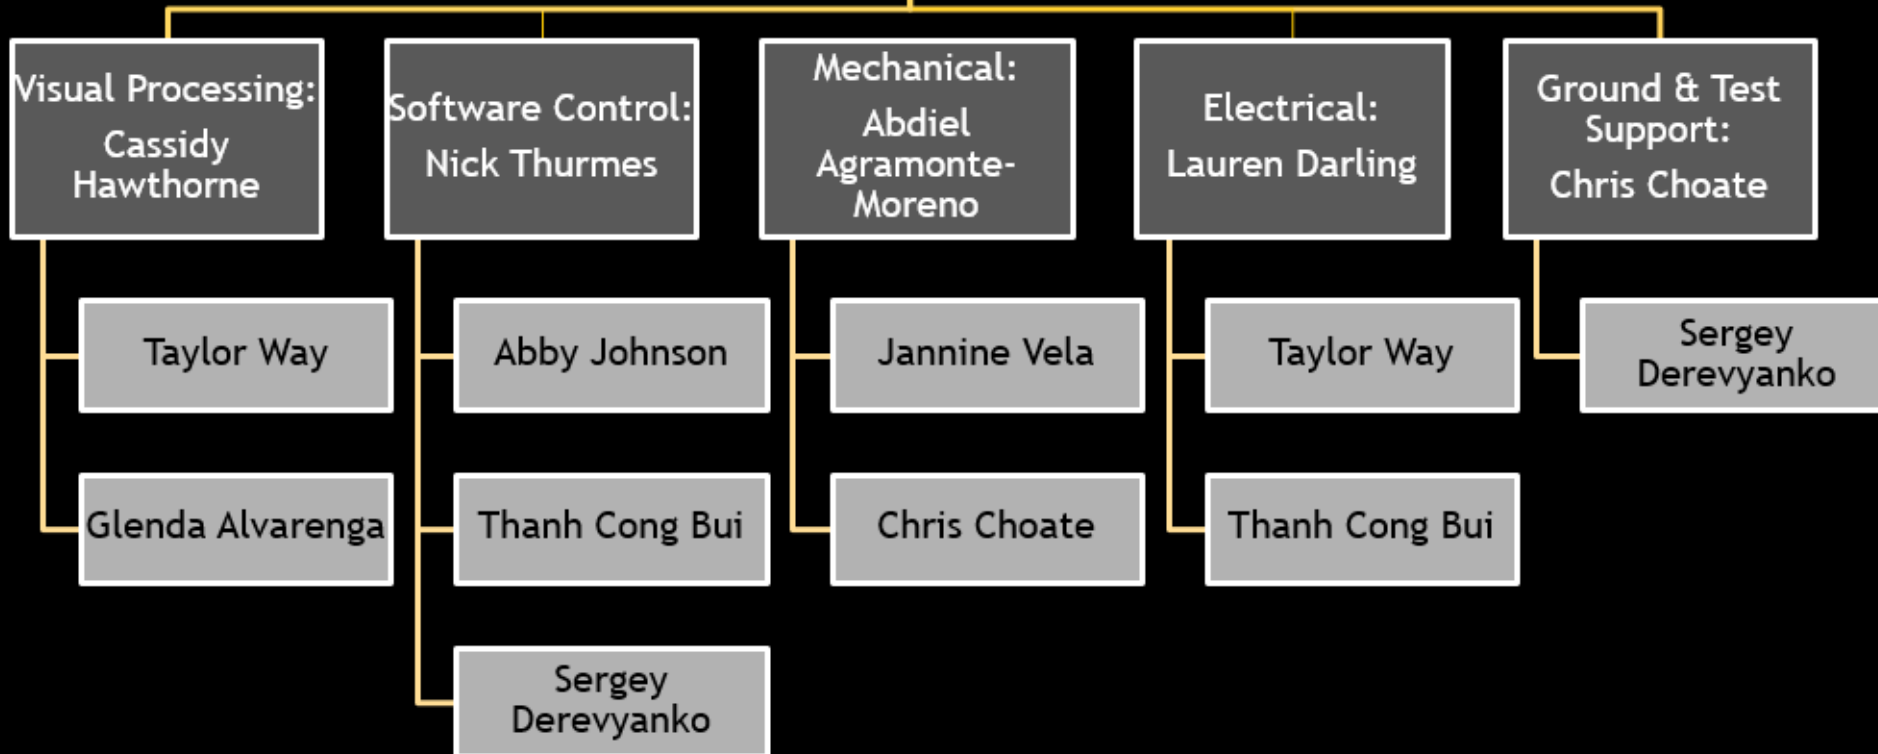 Visual Processing:
Cassidy
Hawthorne
Software Control:
Nick Thurmes
Mechanical:
Abdiel
Agramonte-
Moreno
Electrical:
Lauren Darling
Ground & Test
Support:
Chris Choate
Taylor Way
Glenda Alvarenga
Abby Johnson
Thanh Cong Bui
Sergey
Derevyanko
Jannine Vela
Chris Choate
Taylor Way
Thanh Cong Bui
Sergey
Derevyanko